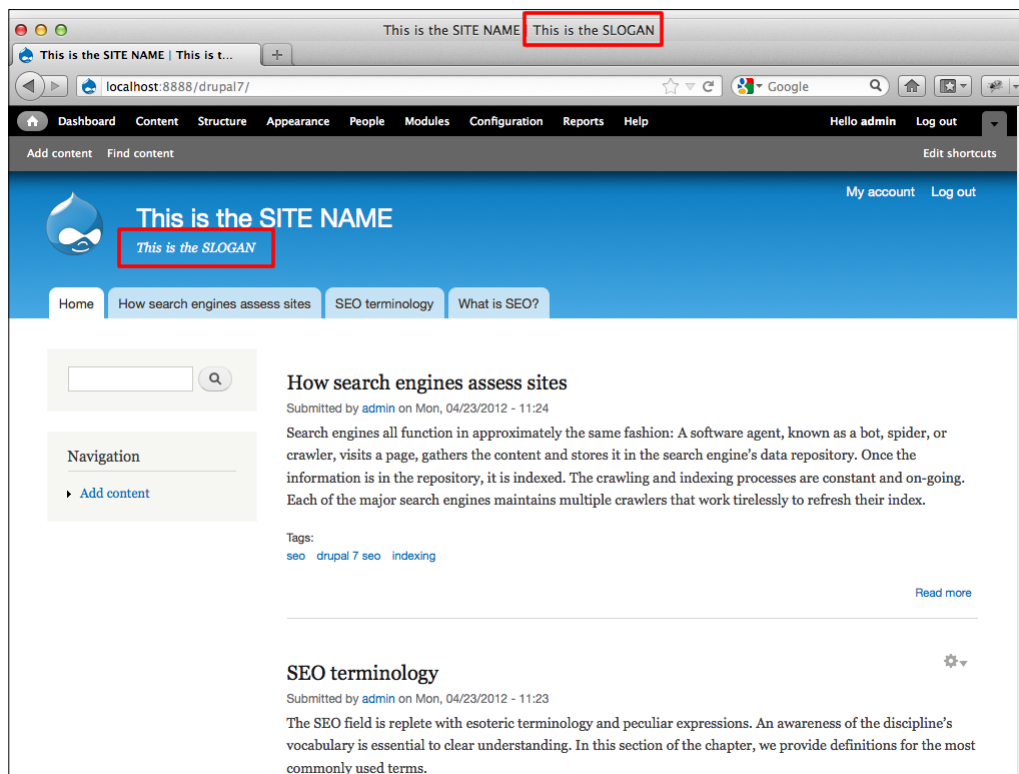 This is the SITE NAME | This is the SLOGAN
This is the SITE NAME | This is t...
localhost:8888/drupal7/
Google
Dashboard Content Structure Appearance People Modules Configuration Reports Help Hello admin Log out
Add content Find content Edit shortcuts
My account Log out
This is the SITE NAME
This is the SLOGAN
Home How search engines assess sites SEO terminology What is SEO?
How search engines assess sites
Submitted by admin on Mon, 04/23/2012 - 11:24
Search engines all function in approximately the same fashion: A software agent, known as a bot, spider, or
crawler, visits a page, gathers the content and stores it in the search engine's data repository. Once the
information is in the repository, it is indexed. The crawling and indexing processes are constant and on-going.
Each of the major search engines maintains multiple crawlers that work tirelessly to refresh their index.
Tags:
seo drupal 7 seo indexing
Read more
Navigation
Add content
SEO terminology
Submitted by admin on Mon, 04/23/2012 - 11:23
The SEO field is replete with esoteric terminology and peculiar expressions. An awareness of the discipline's
vocabulary is essential to clear understanding. In this section of the chapter, we provide definitions for the most
commonly used terms.